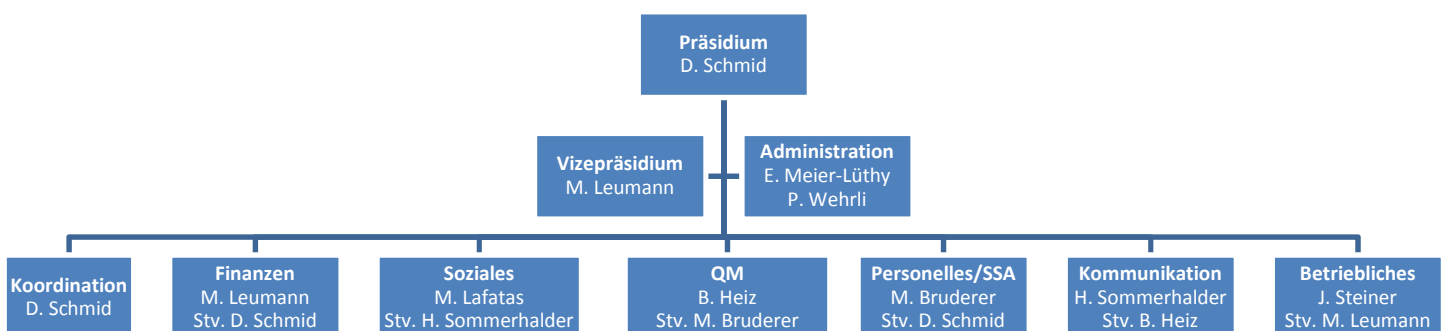 Präsidium
D. Schmid
Vizepräsidium
M. Leumann
Administration
E. Meier-Lüthy
P. Wehrli
Koordination
D. Schmid
Finanzen
M. Leumann
Stv. D. Schmid
Soziales
M. Lafatas
Stv. H. Sommerhalder
QM
B. Heiz
Stv. M. Bruderer
Personelles/SSA
M. Bruderer
Stv. D. Schmid
Kommunikation
H. Sommerhalder
Stv. B. Heiz
Betriebliches
J. Steiner
Stv. M. Leumann